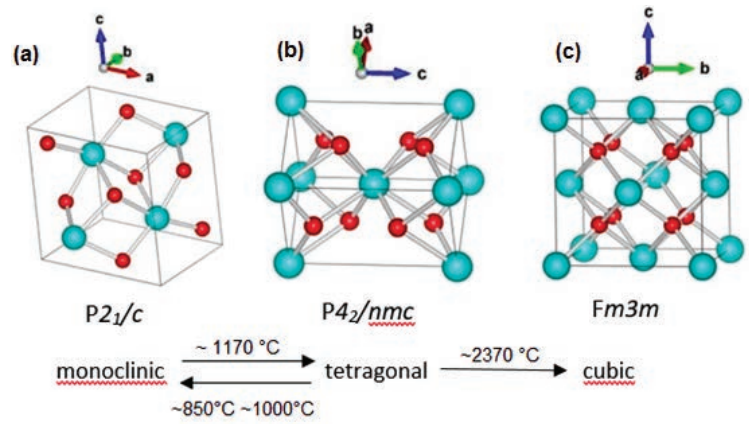 (a) (b) (c)
c b a
b a c
c a b
P2₁/c P4₂/nmc Fm3m
~ 1170 °C ~2370 °C
monoclinic tetragonal cubic
~850°C ~1000°C